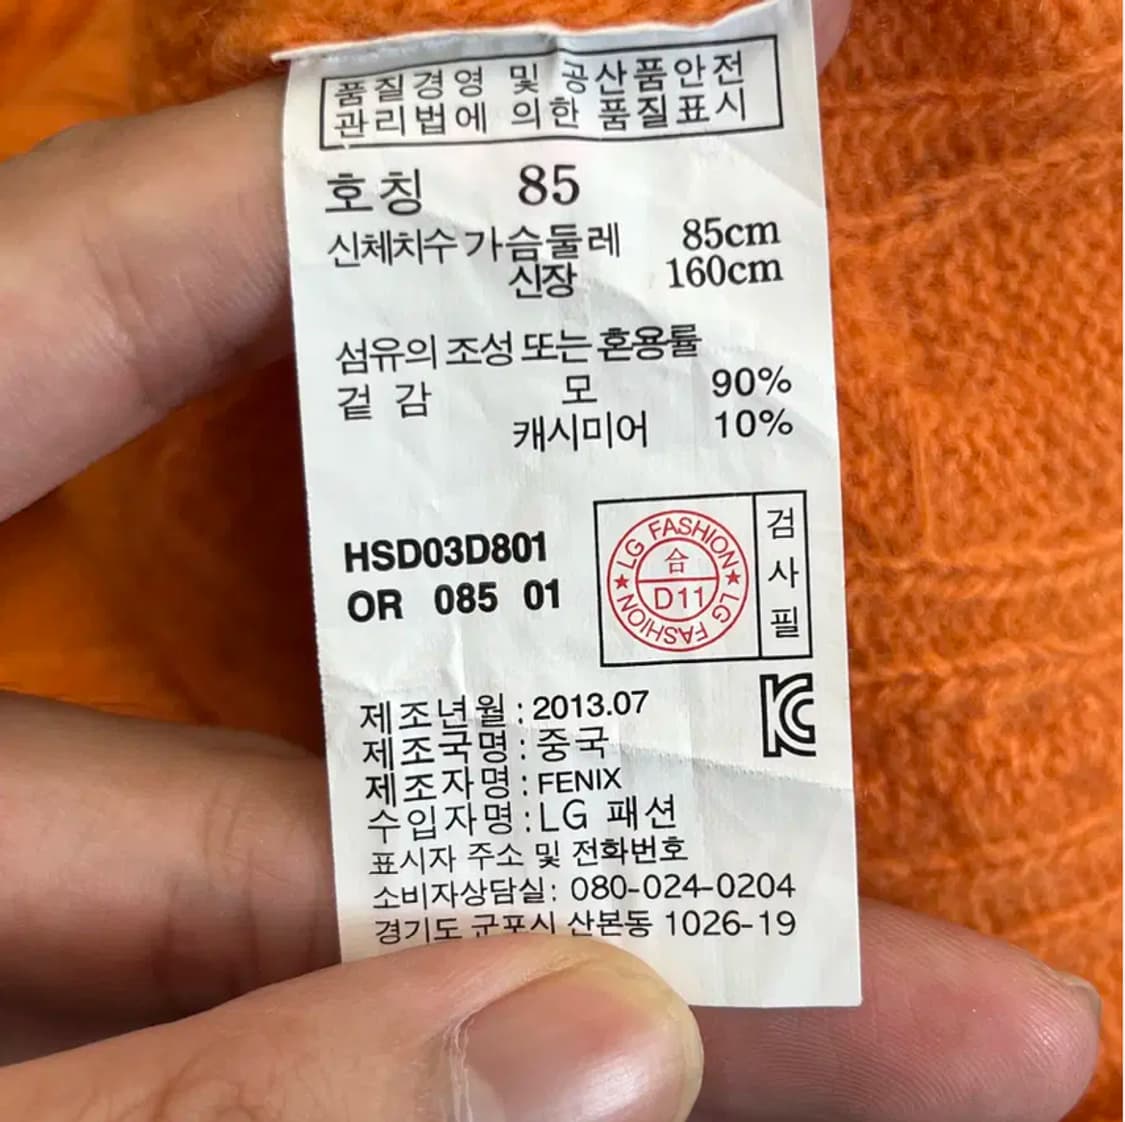 품질경영 및 공산품안전
관리법에 의한 품질표시
호칭 85
신체치수 가슴둘레 85cm
신장 160cm
섬유의 조성 또는 혼용률
겉 감 모 90%
캐시미어 10%
HSD03D801
OR 085 01
LG FASHION ★ LG FASHION ★
合
D11
검
사
필
KC
제조년월 : 2013.07
제조국명 : 중국
제조자명 : FENIX
수입자명 : LG 패션
표시자 주소 및 전화번호
소비자상담실: 080-024-0204
경기도 군포시 산본동 1026-19